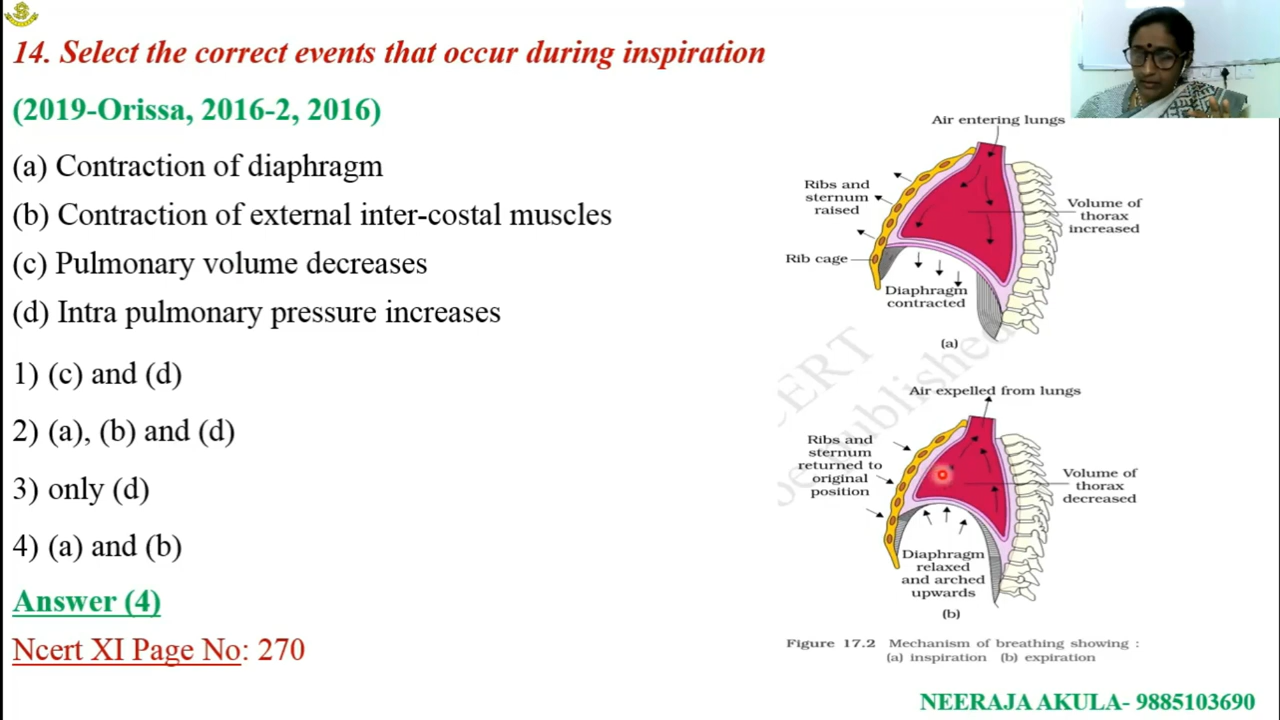 14. Select the correct events that occur during inspiration
(2019-Orissa, 2016-2, 2016)
(a) Contraction of diaphragm
(b) Contraction of external inter-costal muscles
(c) Pulmonary volume decreases
(d) Intra pulmonary pressure increases
1) (c) and (d)
2) (a), (b) and (d)
3) only (d)
4) (a) and (b)
Answer (4)
Ncert XI Page No: 270
Air entering lungs
Ribs and
sternum
raised
Volume of
thorax
increased
Rib cage
Diaphragm
contracted
(a)
Air expelled from lungs
Ribs and
sternum
returned to
original
position
Volume of
thorax
decreased
Diaphragm
relaxed
and arched
upwards
(b)
Figure 17.2 Mechanism of breathing showing :
(a) inspiration (b) expiration
NEERAJA AKULA- 9885103690